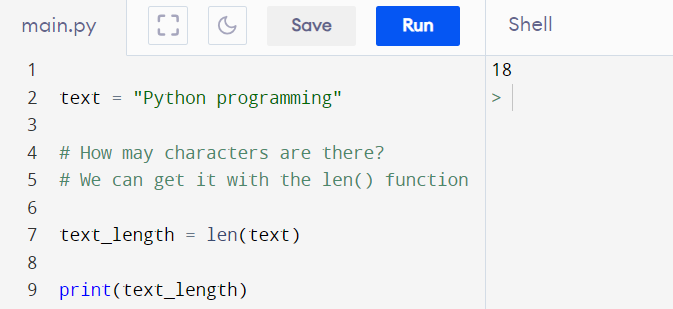 main.py Save Run Shell
1
2 text = "Python programming"
3
4 # How may characters are there?
5 # We can get it with the len() function
6
7 text_length = len(text)
8
9 print(text_length)
18
>